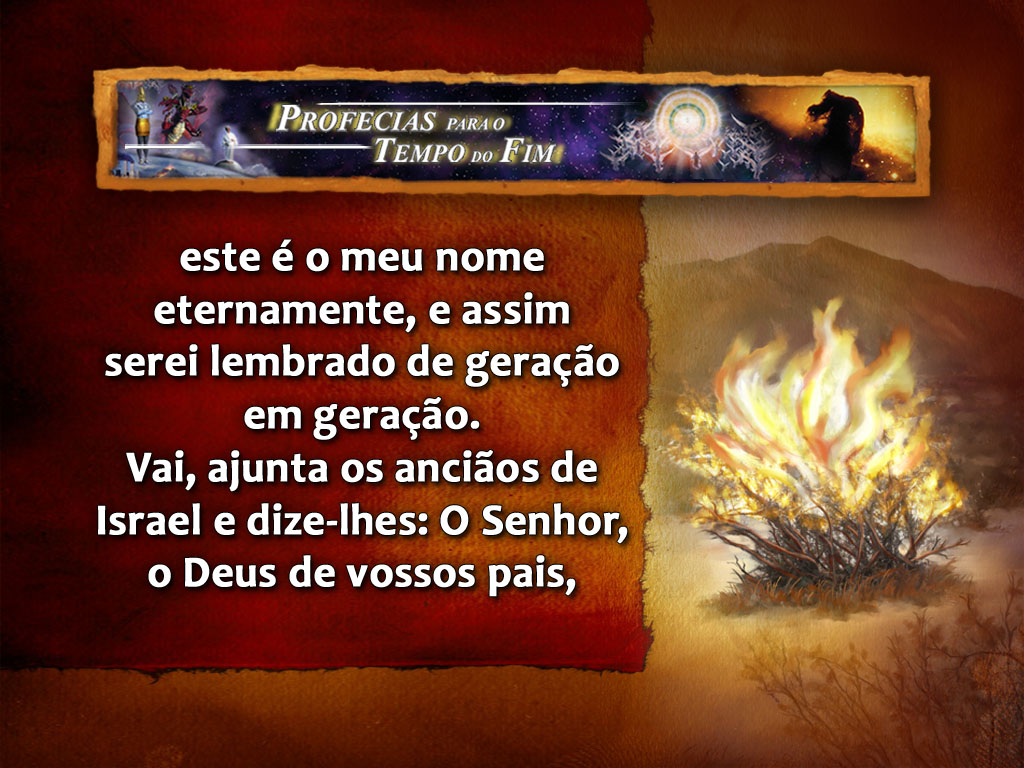 PROFECIAS PARA O
TEMPO DO FIM
este é o meu nome
eternamente, e assim
serei lembrado de geração
em geração.
Vai, ajunta os anciãos de
Israel e dize-lhes: O Senhor,
o Deus de vossos pais,